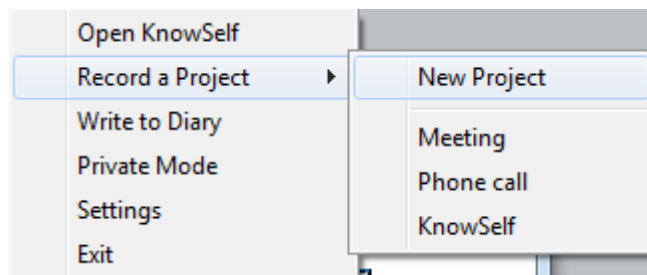 Open KnowSelf
Record a Project
Write to Diary
Private Mode
Settings
Exit
New Project
Meeting
Phone call
KnowSelf